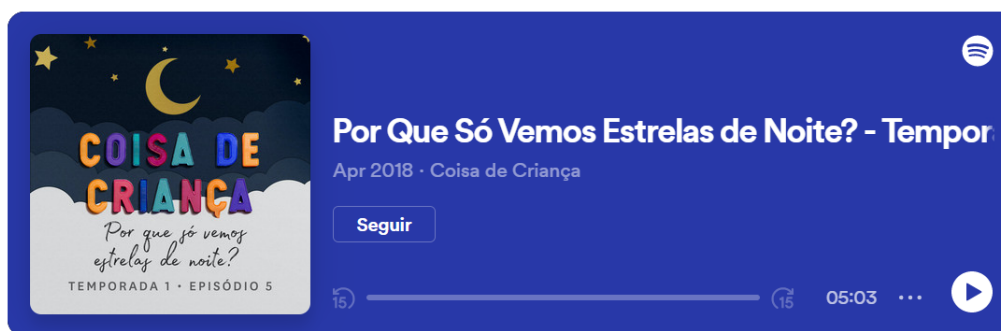 COISA DE
CRIANÇA
Por que só vemos
estrelas de noite?
TEMPORADA 1 • EPISÓDIO 5
Por Que Só Vemos Estrelas de Noite? - Tempor
Apr 2018 · Coisa de Criança
Seguir
15
15
05:03